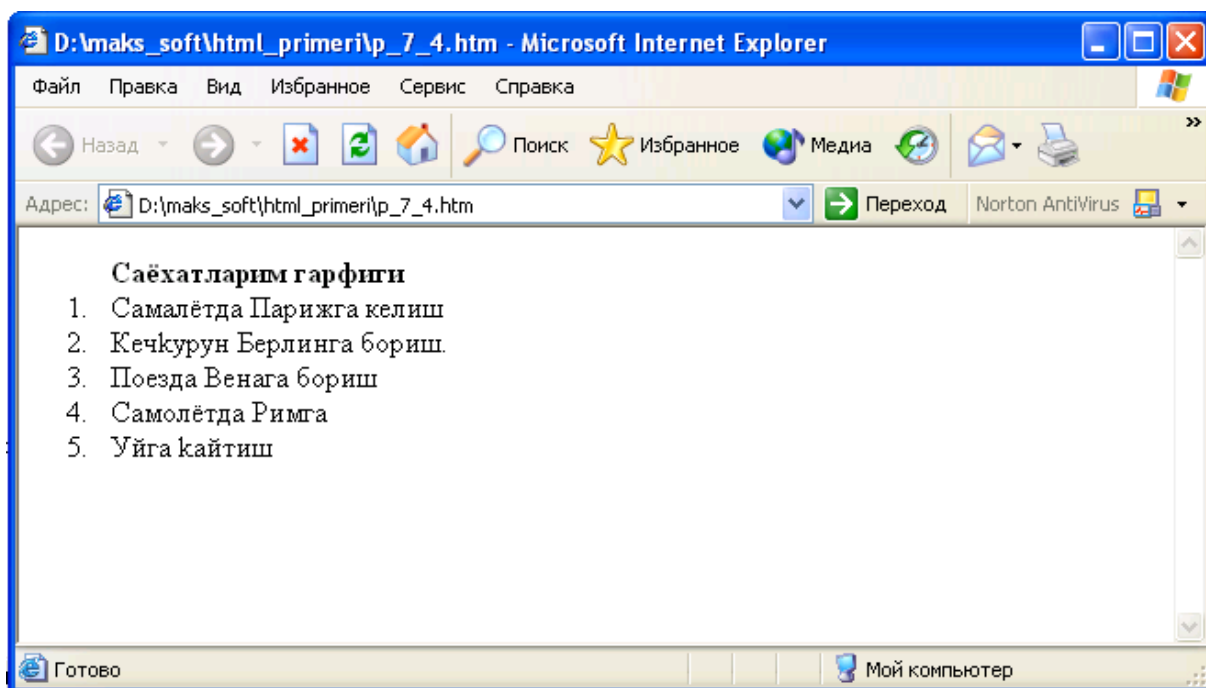 D:\maks_soft\html_primeri\p_7_4.htm - Microsoft Internet Explorer
Файл Правка Вид Избранное Сервис Справка
Назад Поиск Избранное Медиа »
Адрес: D:\maks_soft\html_primeri\p_7_4.htm Переход Norton AntiVirus
Саёхатларим гарфиги
1. Самалётда Парижга келиш
2. Кечkурун Берлинга бориш.
3. Поезда Венага бориш
4. Самолётда Римга
5. Уйга kайтиш
Готово Мой компьютер